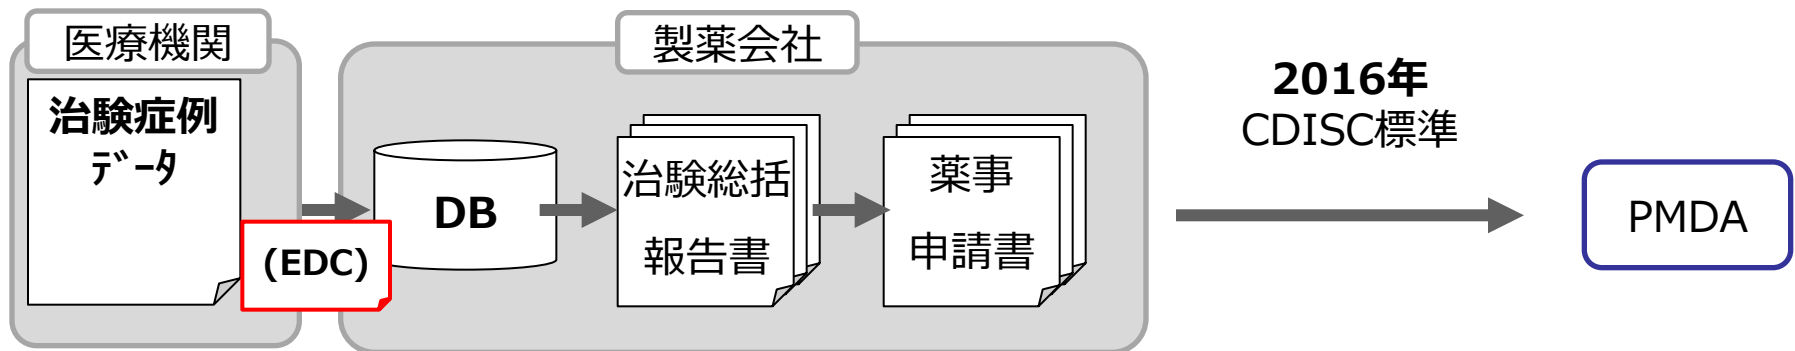 医療機関
治験症例
ﾃﾞｰﾀ
(EDC)
製薬会社
DB
治験総括
報告書
薬事
申請書
2016年
CDISC標準
PMDA